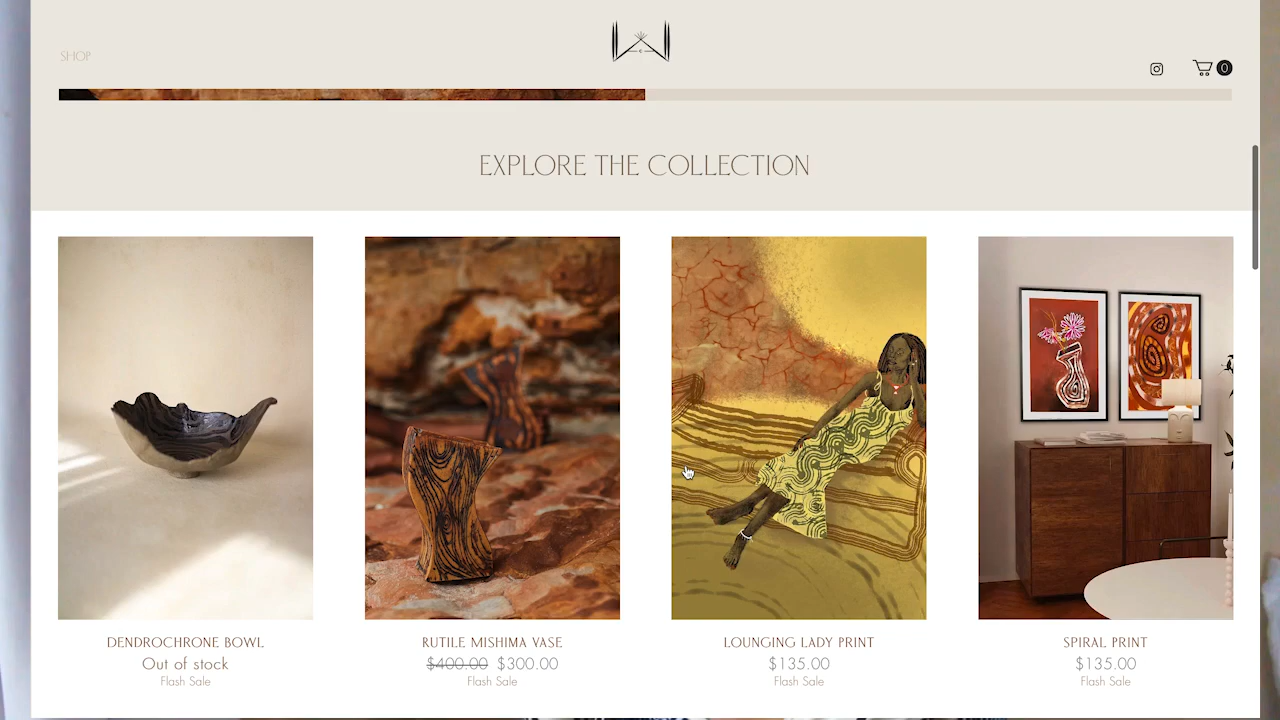 SHOP
0
EXPLORE THE COLLECTION
DENDROCHRONE BOWL
Out of stock
Flash Sale
RUTILE MISHIMA VASE
$400.00 $300.00
Flash Sale
LOUNGING LADY PRINT
$135.00
Flash Sale
SPIRAL PRINT
$135.00
Flash Sale